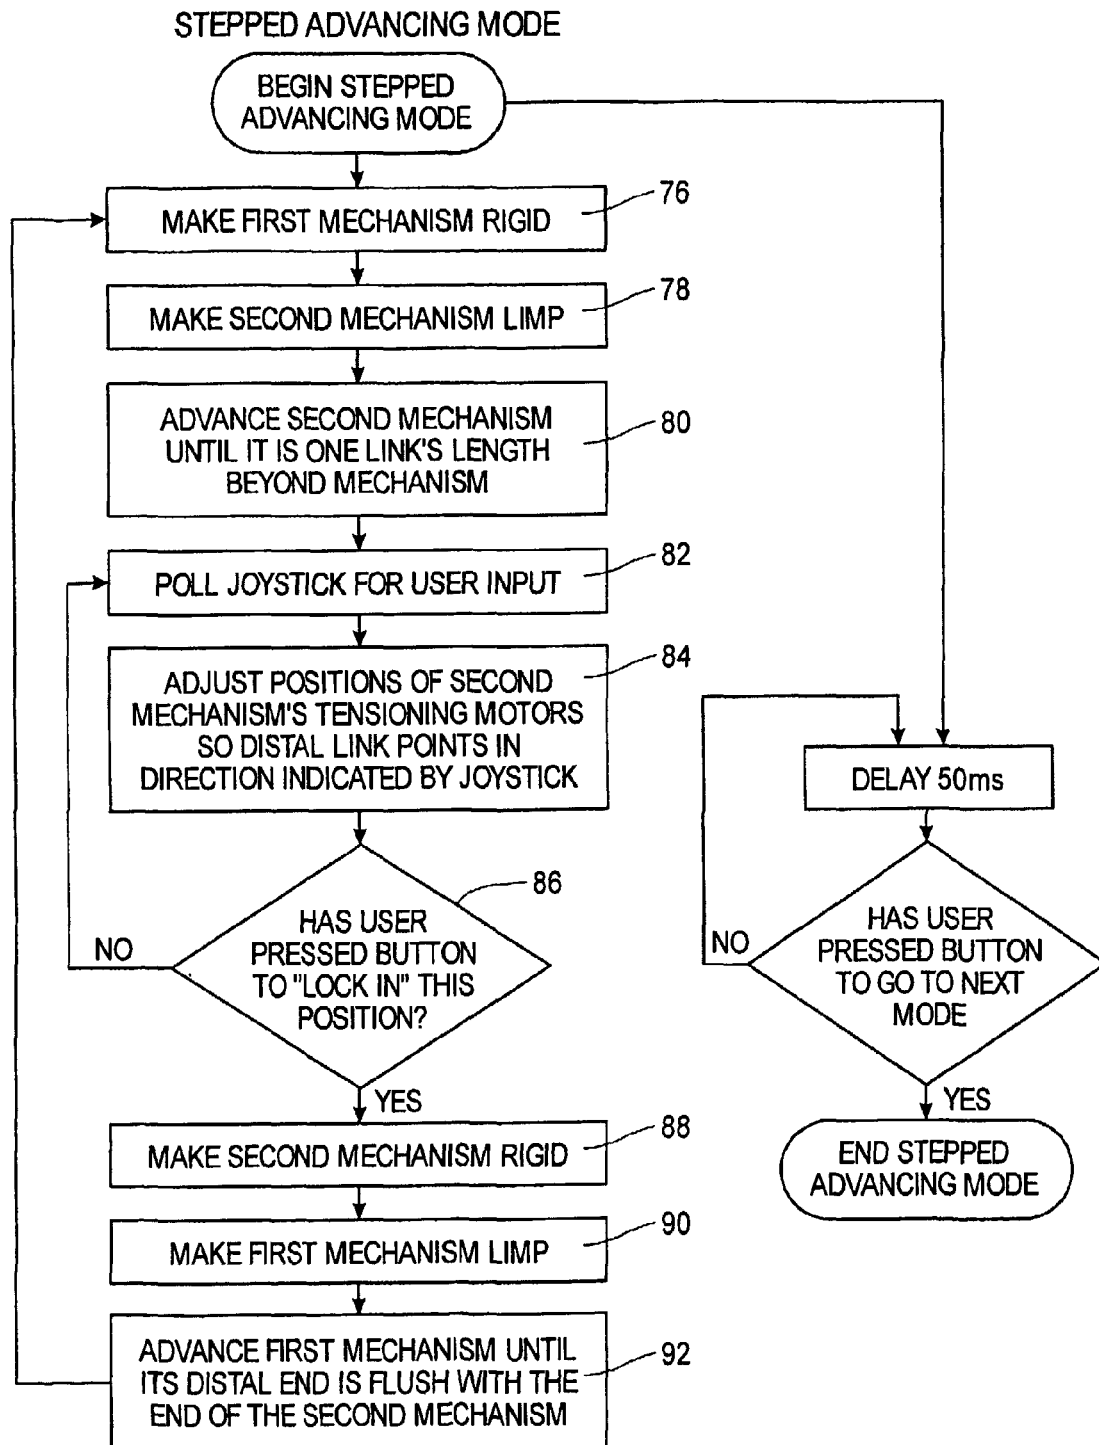 STEPPED ADVANCING MODE
BEGIN STEPPED
ADVANCING MODE
76
MAKE FIRST MECHANISM RIGID
78
MAKE SECOND MECHANISM LIMP
ADVANCE SECOND MECHANISM
UNTIL IT IS ONE LINK'S LENGTH
BEYOND MECHANISM
80
82
POLL JOYSTICK FOR USER INPUT
84
ADJUST POSITIONS OF SECOND
MECHANISM'S TENSIONING MOTORS
SO DISTAL LINK POINTS IN
DIRECTION INDICATED BY JOYSTICK
86
HAS USER
PRESSED BUTTON
TO "LOCK IN" THIS
POSITION?
NO
YES
88
MAKE SECOND MECHANISM RIGID
90
MAKE FIRST MECHANISM LIMP
ADVANCE FIRST MECHANISM UNTIL
ITS DISTAL END IS FLUSH WITH THE
END OF THE SECOND MECHANISM
92
DELAY 50ms
HAS USER
PRESSED BUTTON
TO GO TO NEXT
MODE
NO
YES
END STEPPED
ADVANCING MODE